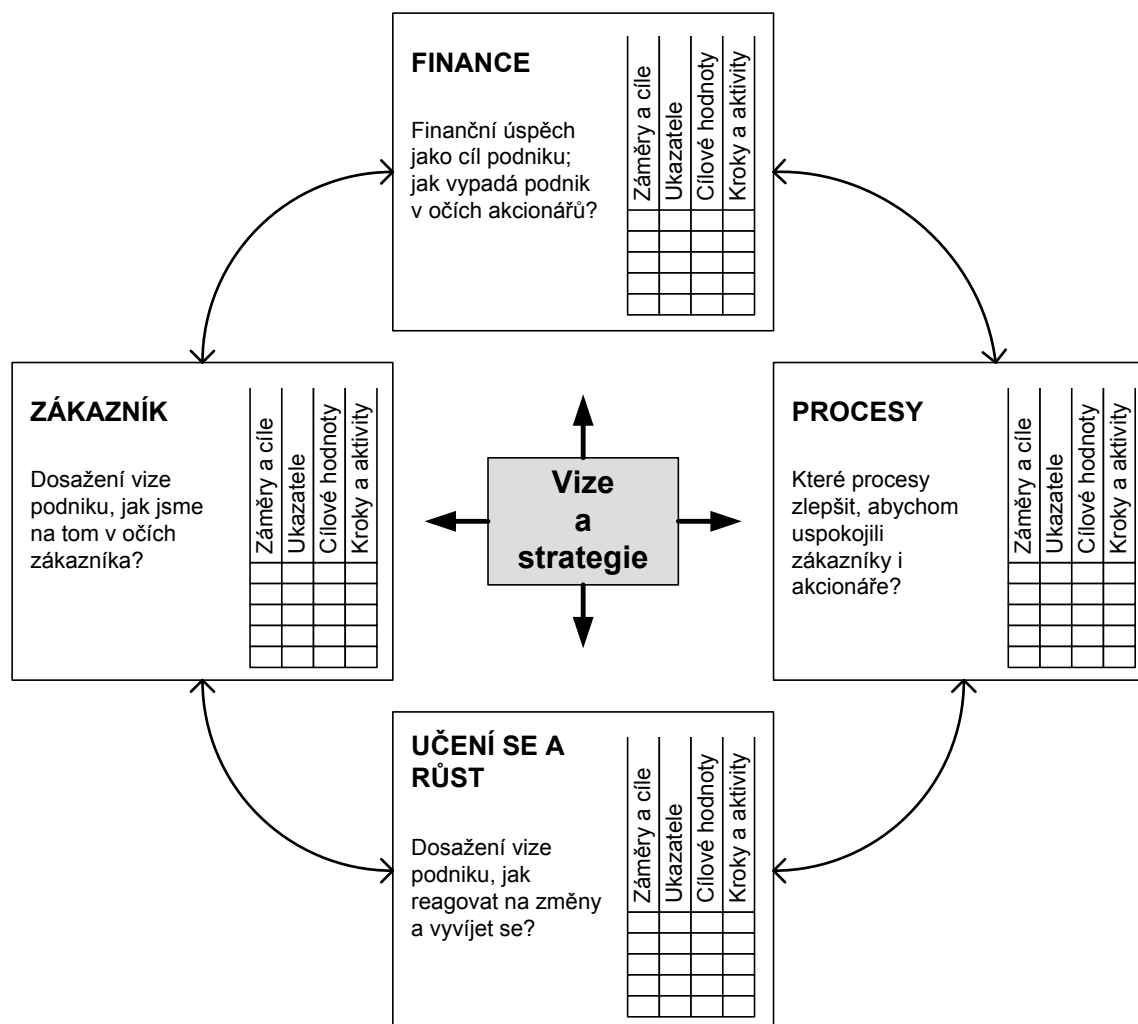 FINANCE
Finanční úspěch
jako cíl podniku;
jak vypadá podnik
v očích akcionářů?
Záměry a cíle
Ukazatele
Cílové hodnoty
Kroky a aktivity
ZÁKAZNÍK
Dosažení vize
podniku, jak jsme
na tom v očích
zákazníka?
Záměry a cíle
Ukazatele
Cílové hodnoty
Kroky a aktivity
Vize
a
strategie
PROCESY
Které procesy
zlepšit, abychom
uspokojili
zákazníky i
akcionáře?
Záměry a cíle
Ukazatele
Cílové hodnoty
Kroky a aktivity
UČENÍ SE A
RŮST
Dosažení vize
podniku, jak
reagovat na změny
a vyvíjet se?
Záměry a cíle
Ukazatele
Cílové hodnoty
Kroky a aktivity